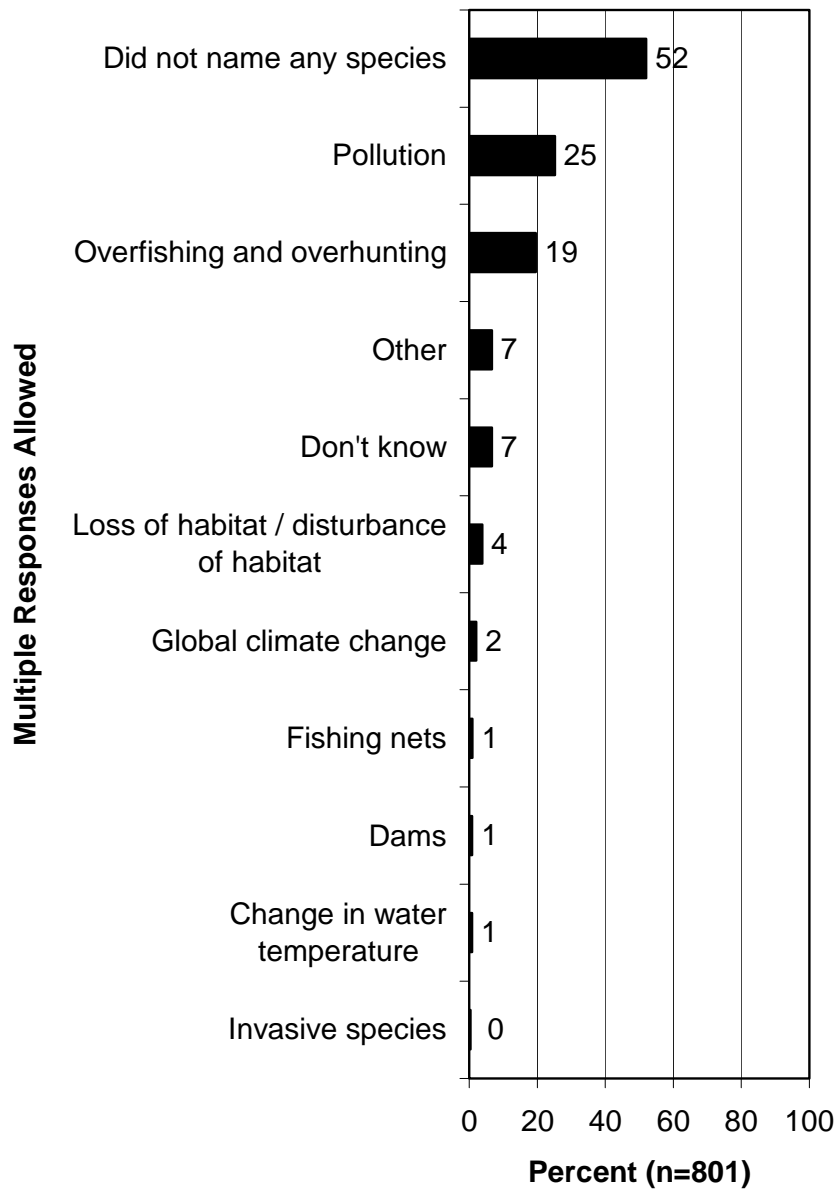 Did not name any species
52
Pollution
25
Overfishing and overhunting
19
Other
7
Don't know
7
Loss of habitat / disturbance
of habitat
4
Global climate change
2
Fishing nets
1
Dams
1
Change in water
temperature
1
Invasive species
0
Multiple Responses Allowed
0 20 40 60 80 100
Percent (n=801)